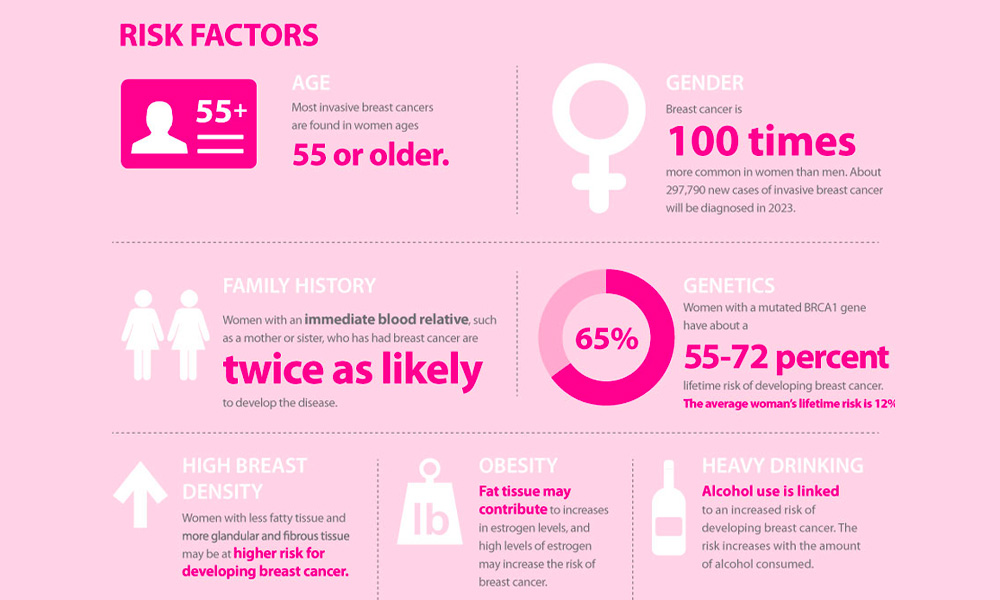 RISK FACTORS
55+
AGE
Most invasive breast cancers
are found in women ages
55 or older.
GENDER
Breast cancer is
100 times
more common in women than men. About
297,790 new cases of invasive breast cancer
will be diagnosed in 2023.
FAMILY HISTORY
Women with an immediate blood relative, such
as a mother or sister, who has had breast cancer are
twice as likely
to develop the disease.
65%
GENETICS
Women with a mutated BRCA1 gene
have about a
55-72 percent
lifetime risk of developing breast cancer.
The average woman's lifetime risk is 12%
HIGH BREAST
DENSITY
Women with less fatty tissue and
more glandular and fibrous tissue
may be at higher risk for
developing breast cancer.
lb
OBESITY
Fat tissue may
contribute to increases
in estrogen levels, and
high levels of estrogen
may increase the risk of
breast cancer.
HEAVY DRINKING
Alcohol use is linked
to an increased risk of
developing breast cancer. The
risk increases with the amount
of alcohol consumed.